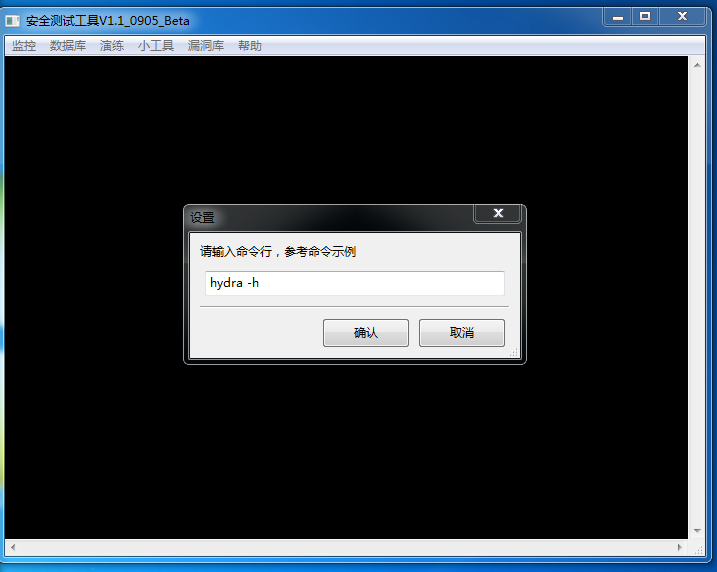 安全测试工具V1.1_0905_Beta
监控 数据库 演练 小工具 漏洞库 帮助
设置
请输入命令行，参考命令示例
hydra -h
确认 取消